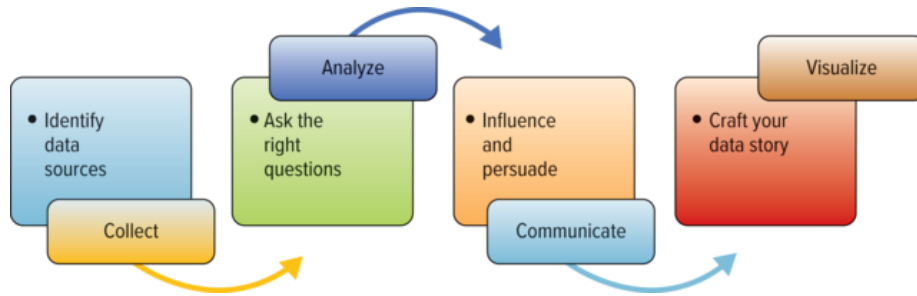 • Identify
data
sources
Collect
Analyze
• Ask the
right
questions
• Influence
and
persuade
Communicate
Visualize
• Craft your
data story